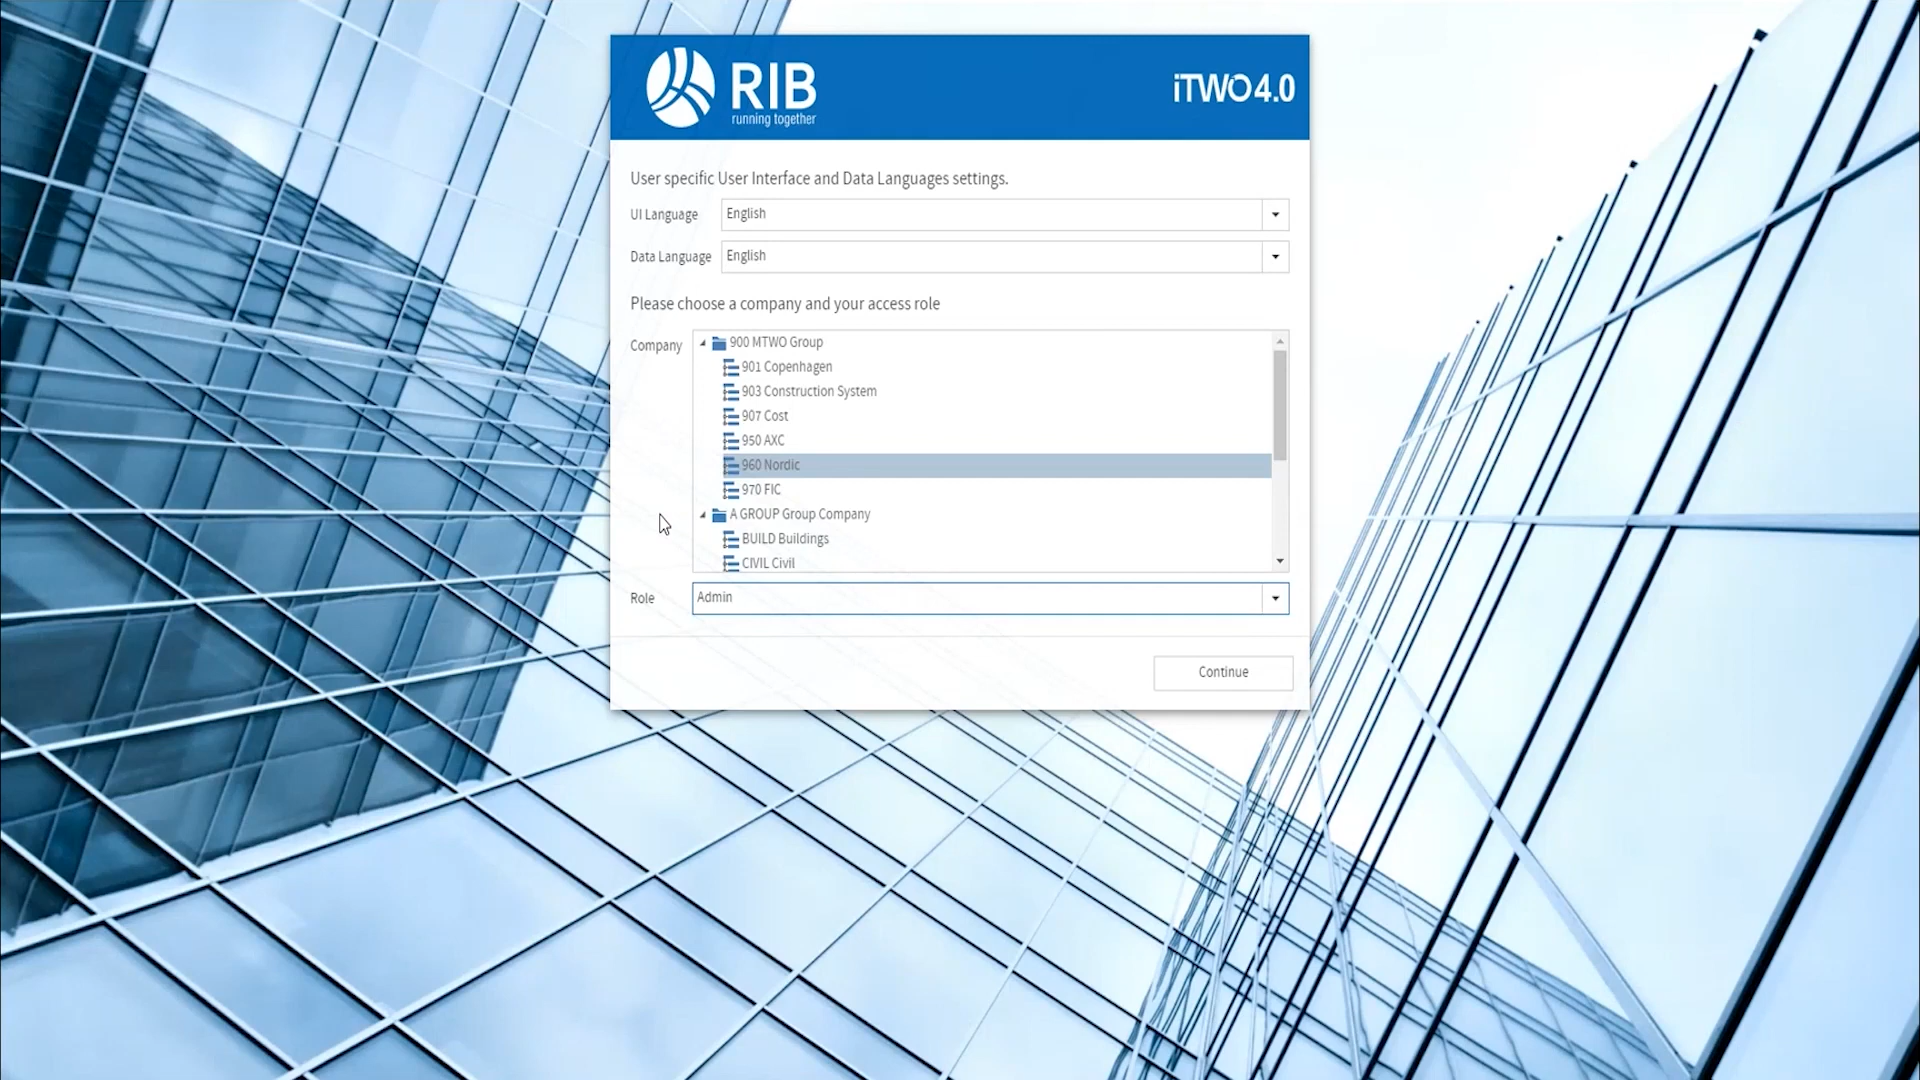 RIB
running together
iTWO4.0
User specific User Interface and Data Languages settings.
UI Language
English
Data Language
English
Please choose a company and your access role
Company
900 MTWO Group
901 Copenhagen
903 Construction System
907 Cost
950 AXC
960 Nordic
970 FIC
A GROUP Group Company
BUILD Buildings
CIVIL Civil
Role
Admin
Continue